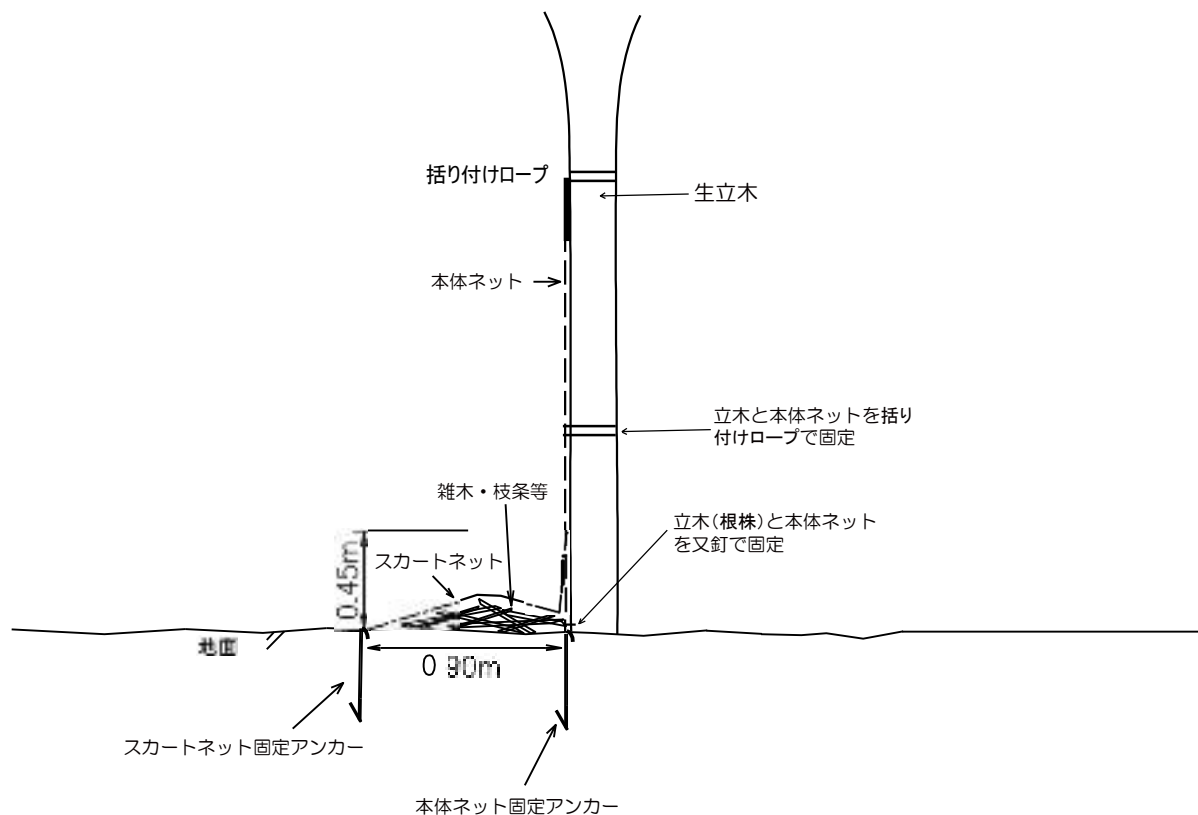 括り付けロープ
生立木
本体ネット
立木と本体ネットを括り
付けロープで固定
雑木・枝条等
立木(根株)と本体ネット
を又釘で固定
スカートネット
0.45m
地面
0 90m
スカートネット固定アンカー
本体ネット固定アンカー